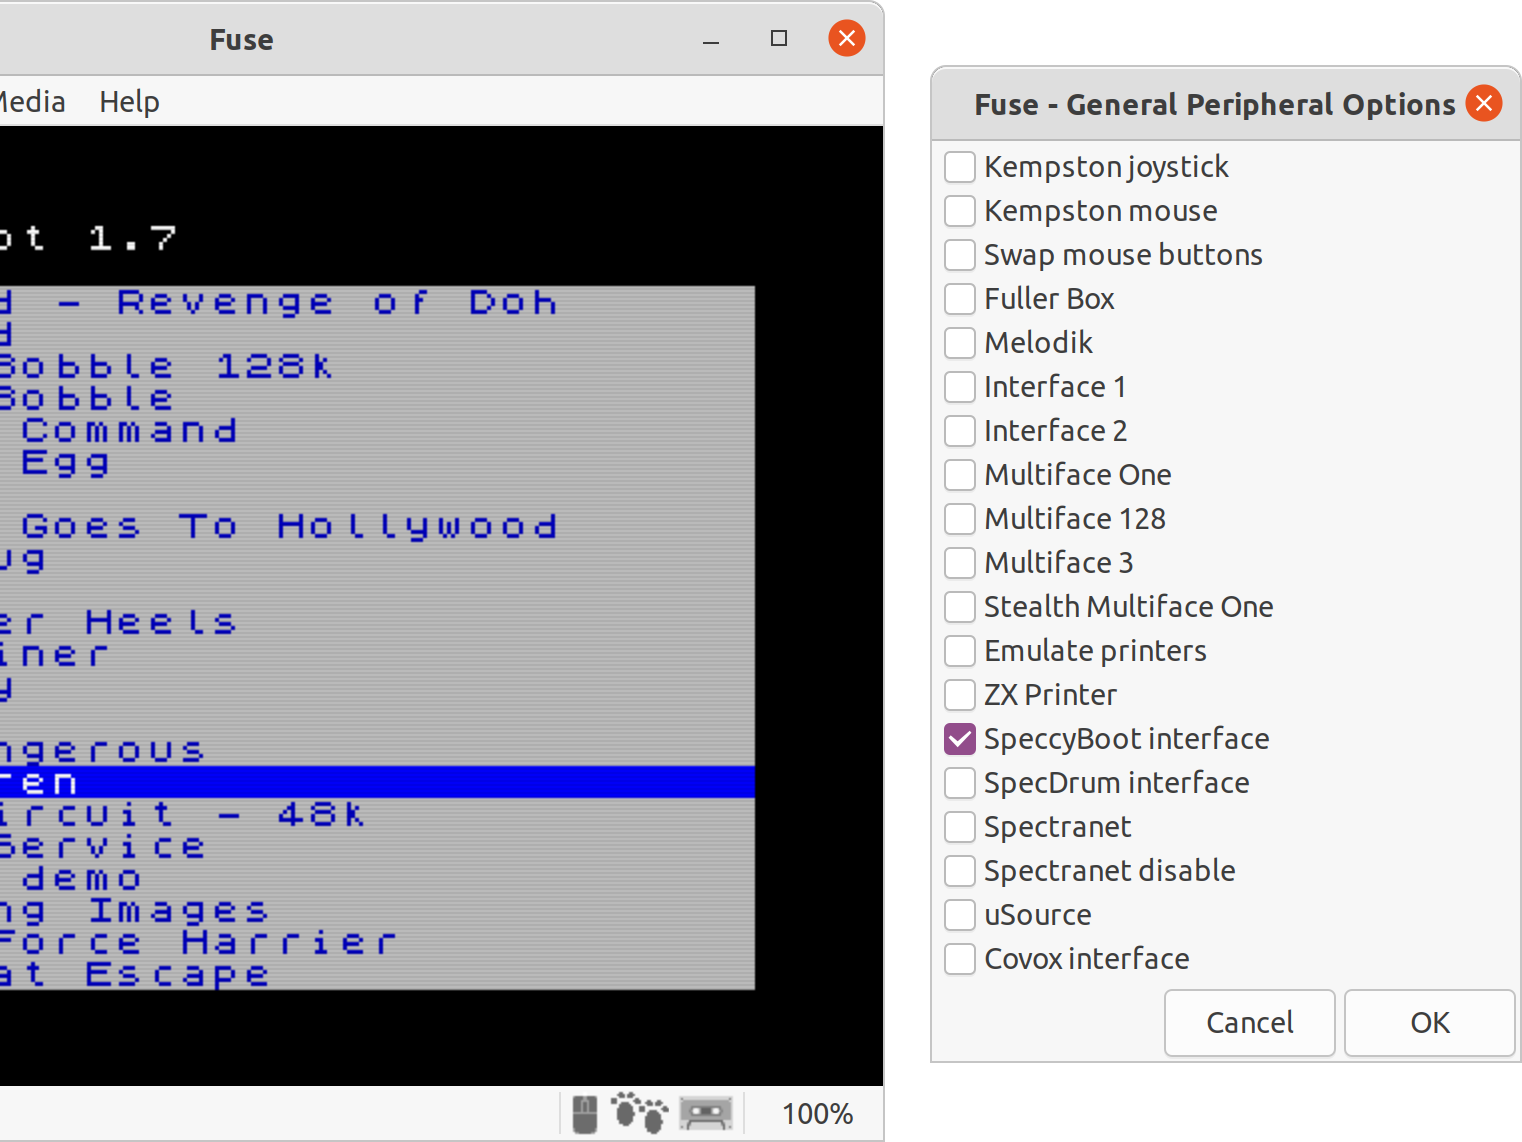 Fuse
Media Help
ot 1.7
d - Revenge of Doh
d
Bobble 128k
Bobble
Command
Egg
Goes To Hollywood
ug
er Heels
iner
y
ngerous
ren
ircuit - 48k
Service
demo
ng Images
Force Harrier
at Escape
100%
Fuse - General Peripheral Options
Kempston joystick
Kempston mouse
Swap mouse buttons
Fuller Box
Melodik
Interface 1
Interface 2
Multiface One
Multiface 128
Multiface 3
Stealth Multiface One
Emulate printers
ZX Printer
SpeccyBoot interface
SpecDrum interface
Spectranet
Spectranet disable
uSource
Covox interface
Cancel OK